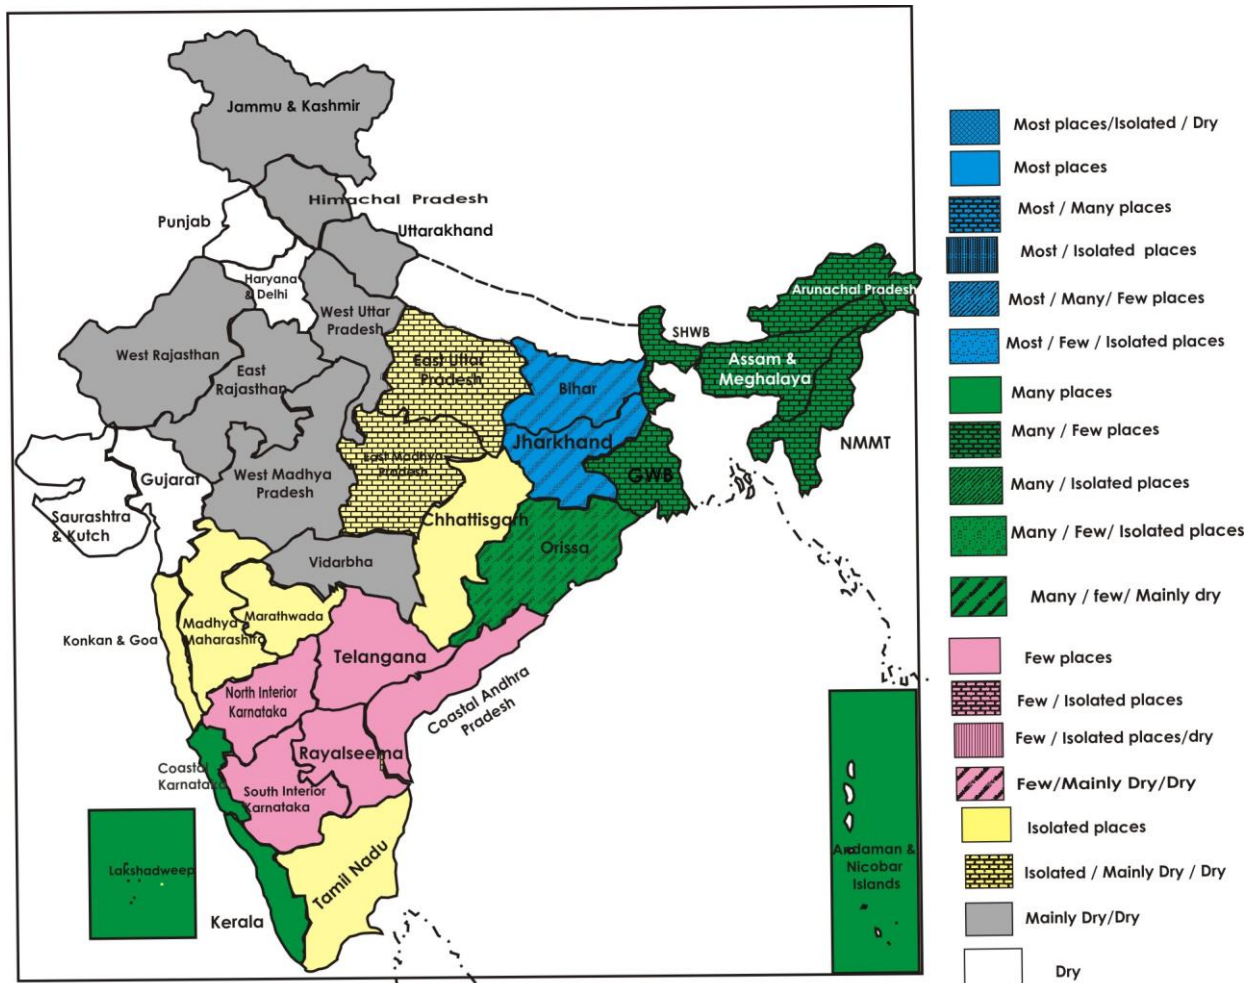 Jammu & Kashmir
Himachal Pradesh
Punjab
Uttarakhand
Haryana
& Delhi
West Uttar
Pradesh
West Rajasthan
East
Rajasthan
East Uttar
Pradesh
Bihar
SHWB
Arunachal Pradesh
Assam &
Meghalaya
NMMT
Jharkhand
GWB
Gujarat
West Madhya
Pradesh
East Madhya
Pradesh
Saurashtra
& Kutch
Chhattisgarh
Orissa
Vidarbha
Konkan & Goa
Madhya
Maharashtra
Marathwada
Telangana
North Interior
Karnataka
Coastal Andhra
Pradesh
Rayalseema
Coastal
Karnataka
South Interior
Karnataka
Tamil Nadu
Lakshadweep
Kerala
Andaman &
Nicobar
Islands
Most places/Isolated / Dry
Most places
Most / Many places
Most / Isolated places
Most / Many/ Few places
Most / Few / Isolated places
Many places
Many / Few places
Many / Isolated places
Many / Few/ Isolated places
Many / few/ Mainly dry
Few places
Few / Isolated places
Few / Isolated places/dry
Few/Mainly Dry/Dry
Isolated places
Isolated / Mainly Dry / Dry
Mainly Dry/Dry
Dry